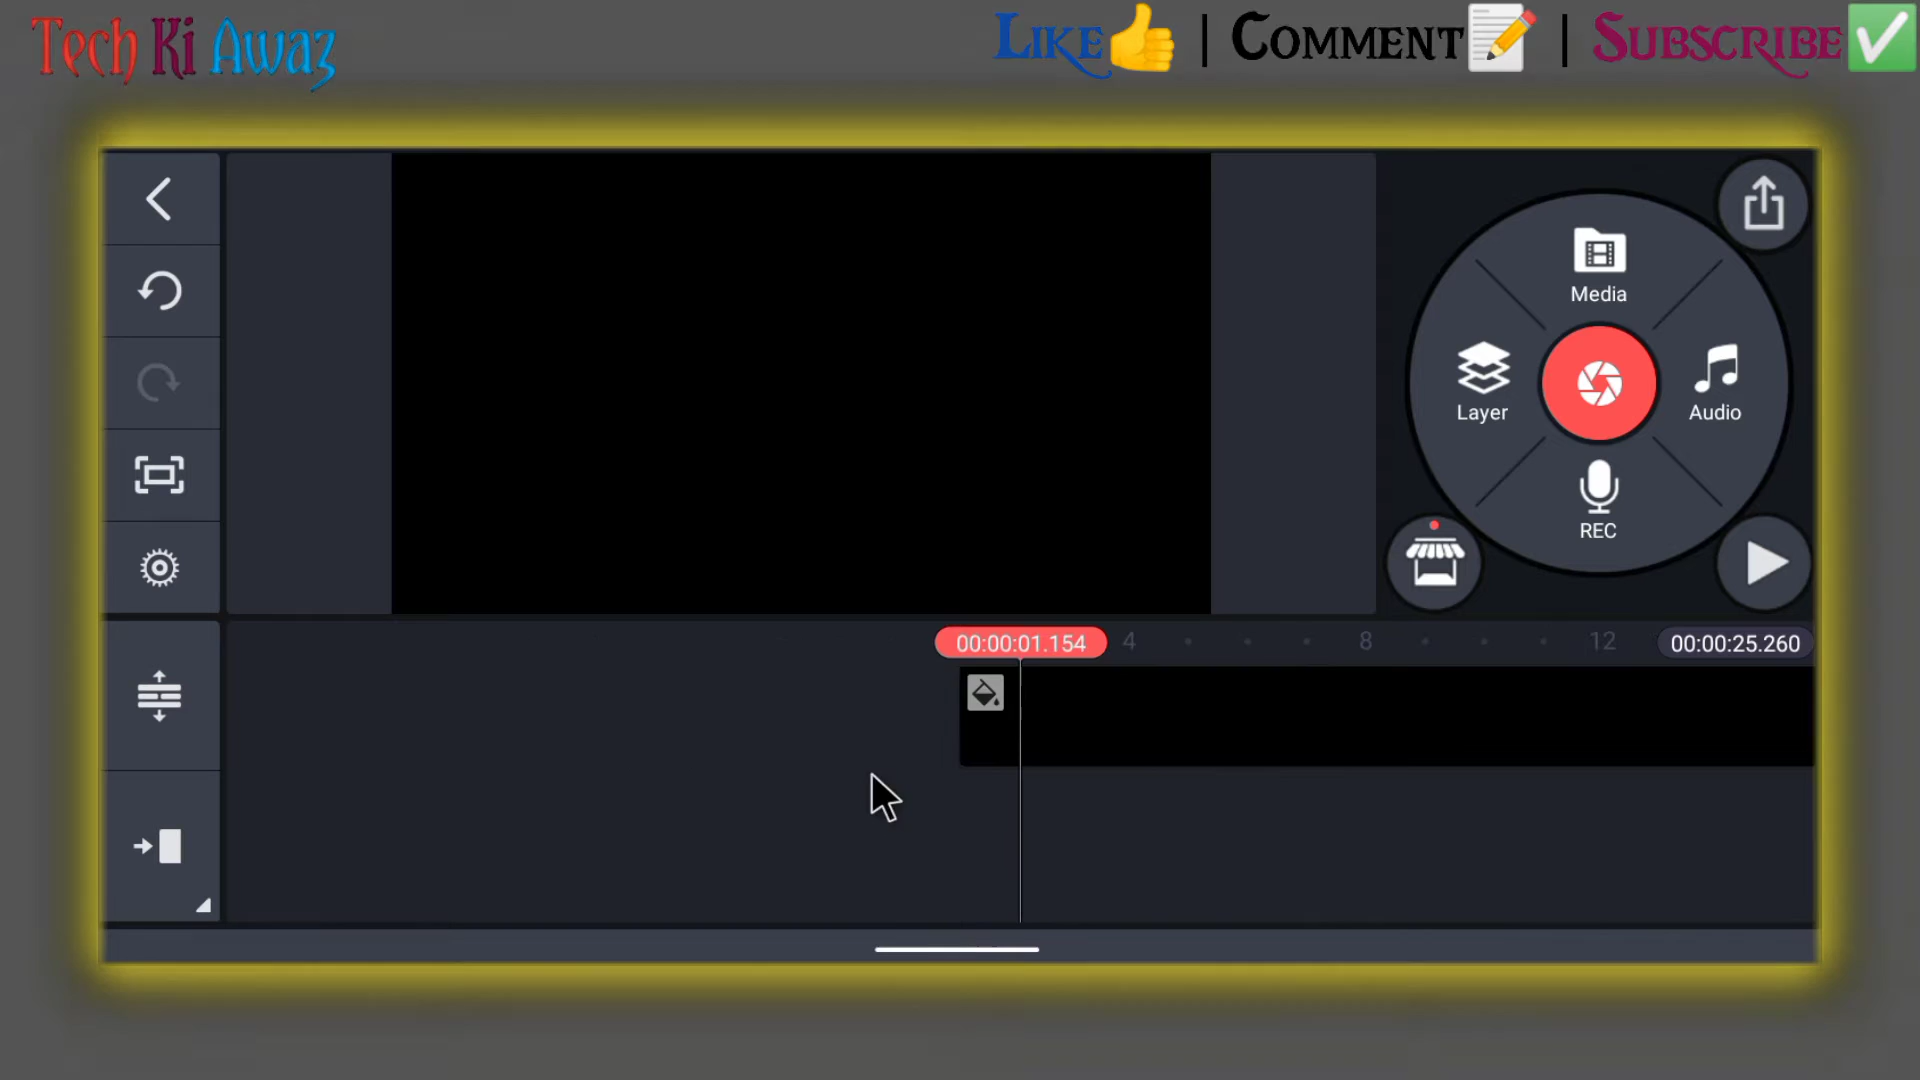 Tech Ki Awaz
Like | Comment | Subscribe
Media
Layer
Audio
REC
00:00:01.154 4 8 12 00:00:25.260